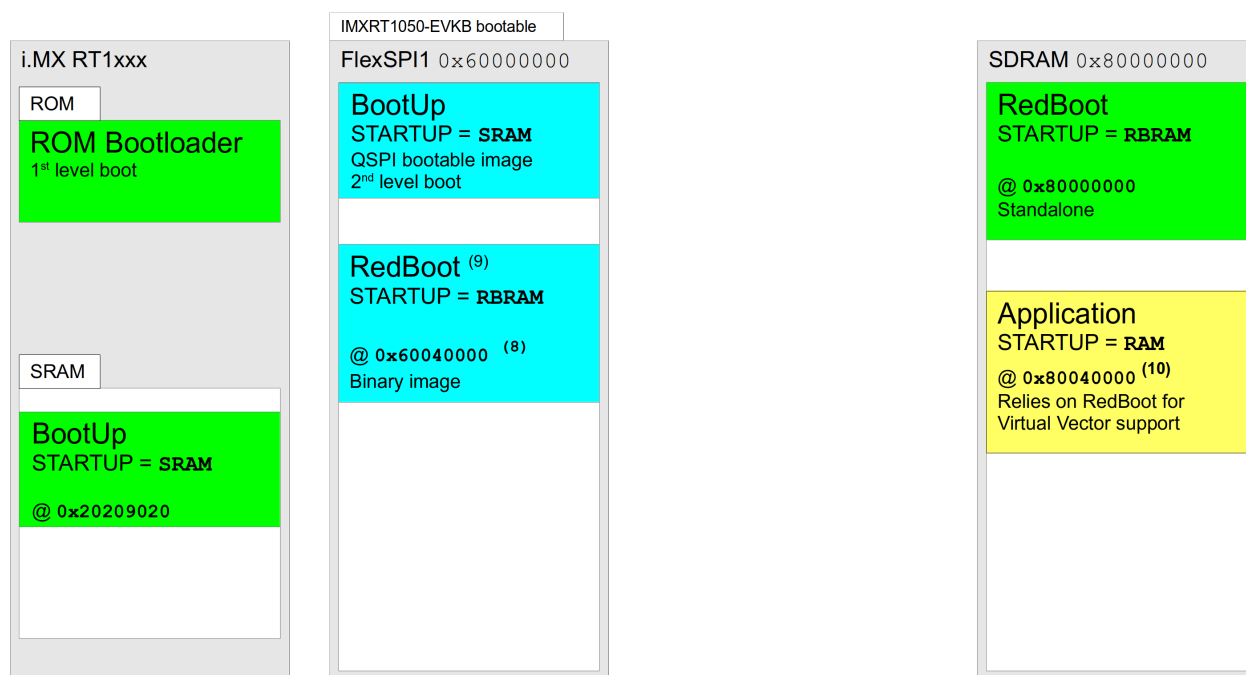 i.MX RT1xxx
ROM
ROM Bootloader
1st level boot
SRAM
BootUp
STARTUP = SRAM
@ 0x20209020
IMXRT1050-EVKB bootable
FlexSPI1 0x60000000
BootUp
STARTUP = SRAM
QSPI bootable image
2nd level boot
RedBoot (9)
STARTUP = RBRAM
@ 0x60040000 (8)
Binary image
SDRAM 0x80000000
RedBoot
STARTUP = RBRAM
@ 0x80000000
Standalone
Application
STARTUP = RAM
@ 0x80040000 (10)
Relies on RedBoot for
Virtual Vector support